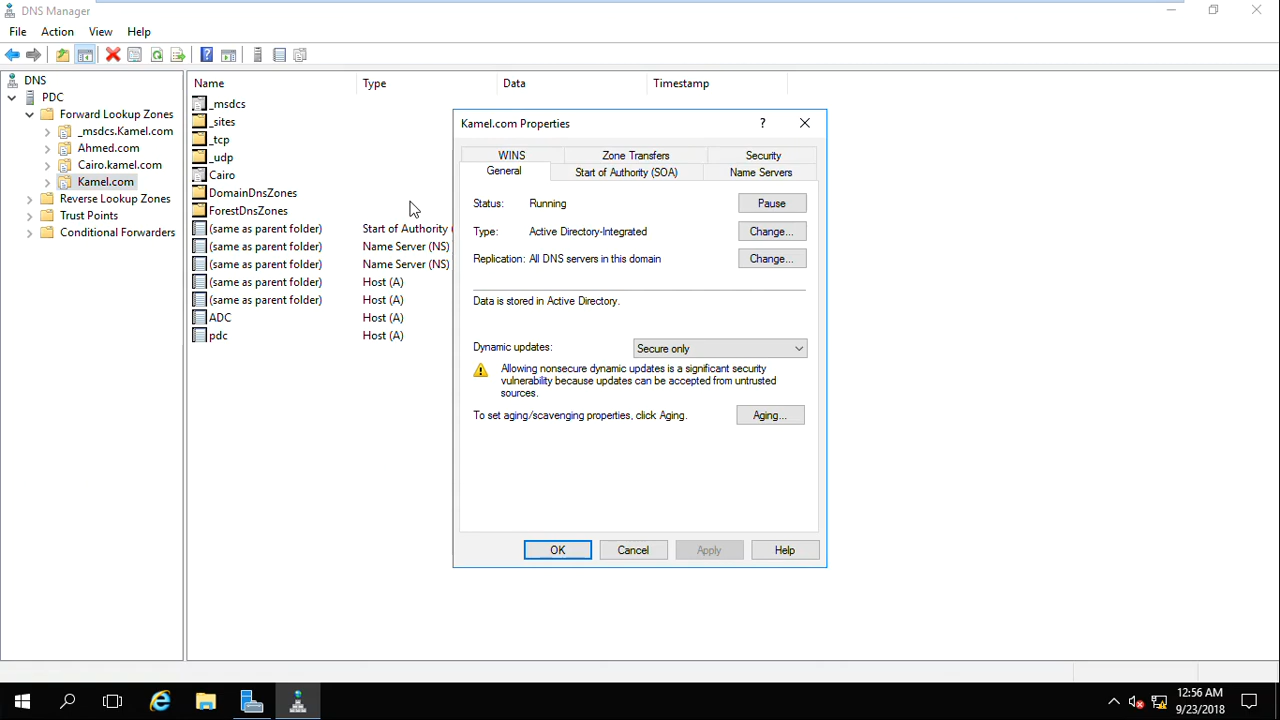 DNS Manager
File Action View Help
DNS
PDC
Forward Lookup Zones
_msdcs.Kamel.com
Ahmed.com
Cairo.kamel.com
Kamel.com
Reverse Lookup Zones
Trust Points
Conditional Forwarders
Name Type Data Timestamp
_msdcs
_sites
_tcp
_udp
Cairo
DomainDnsZones
ForestDnsZones
(same as parent folder) Start of Authority (
(same as parent folder) Name Server (NS)
(same as parent folder) Name Server (NS)
(same as parent folder) Host (A)
(same as parent folder) Host (A)
ADC Host (A)
pdc Host (A)
Kamel.com Properties ?
WINS Zone Transfers Security
General Start of Authority (SOA) Name Servers
Status: Running Pause
Type: Active Directory-Integrated Change...
Replication: All DNS servers in this domain Change...
Data is stored in Active Directory.
Dynamic updates: Secure only
Allowing nonsecure dynamic updates is a significant security
vulnerability because updates can be accepted from untrusted
sources.
To set aging/scavenging properties, click Aging. Aging...
OK Cancel Apply Help
12:56 AM
9/23/2018